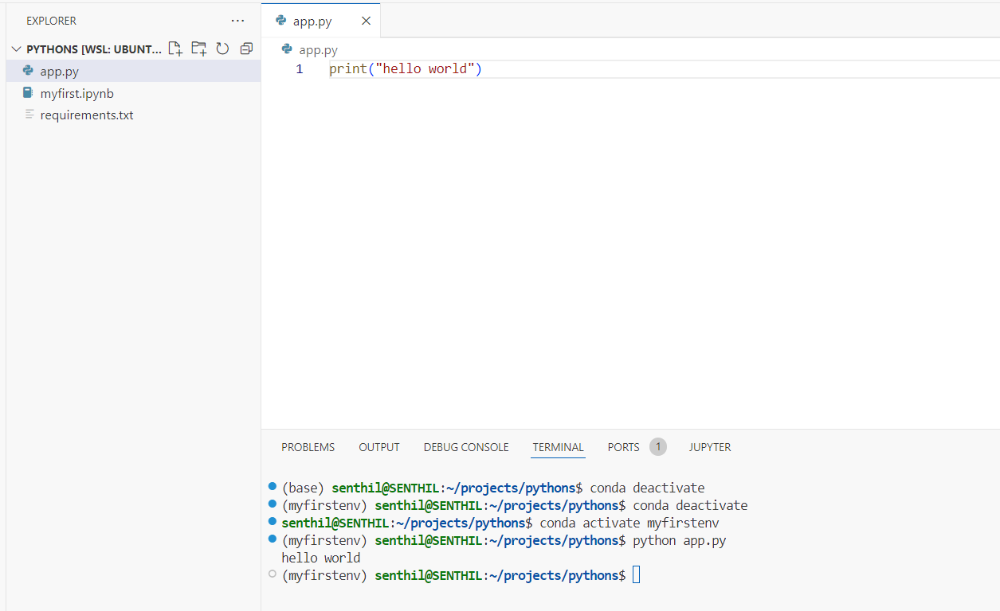 EXPLORER
PYTHONS [WSL: UBUNT...
app.py
myfirst.ipynb
requirements.txt
app.py
app.py
1 print("hello world")
PROBLEMS OUTPUT DEBUG CONSOLE TERMINAL PORTS 1 JUPYTER
(base) senthil@SENTHIL:~/projects/pythons$ conda deactivate
(myfirstenv) senthil@SENTHIL:~/projects/pythons$ conda deactivate
senthil@SENTHIL:~/projects/pythons$ conda activate myfirstenv
(myfirstenv) senthil@SENTHIL:~/projects/pythons$ python app.py
hello world
(myfirstenv) senthil@SENTHIL:~/projects/pythons$